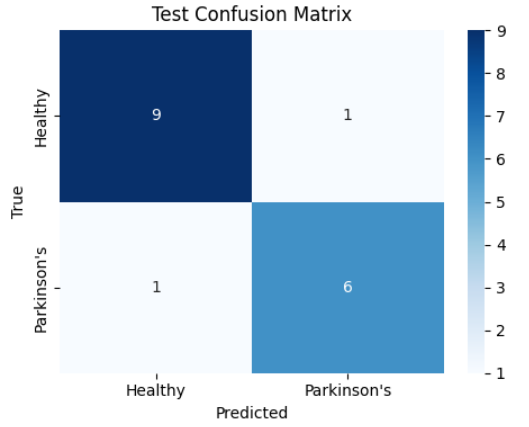 Test Confusion Matrix
True
Healthy
Parkinson's
9
1
1
6
Healthy
Parkinson's
Predicted
9
8
7
6
5
4
3
2
1